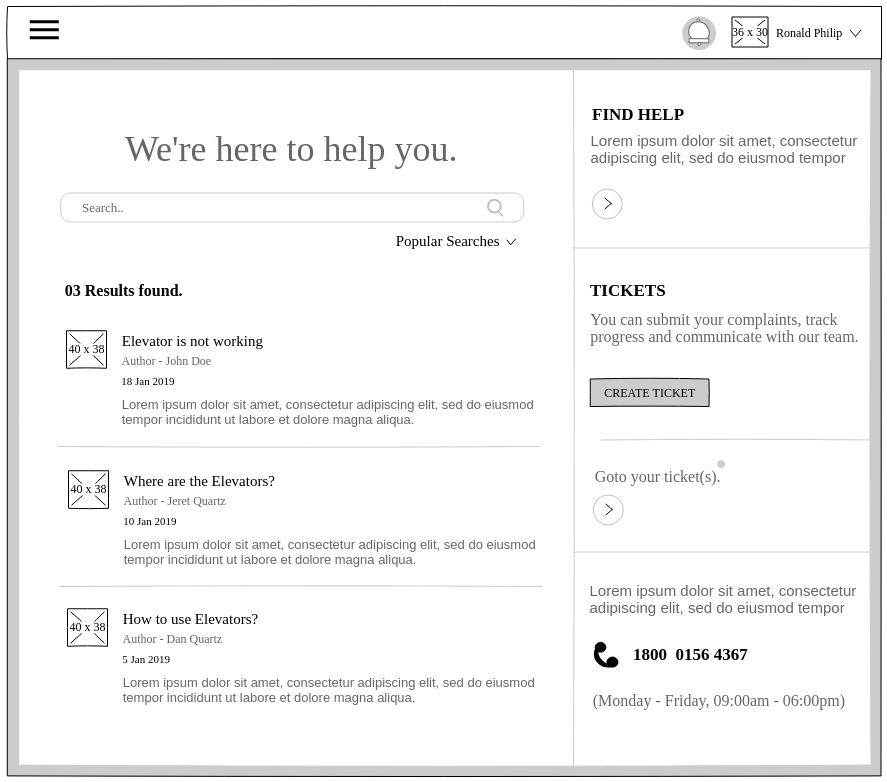 36 x 30
Ronald Philip
We're here to help you.
Search..
Popular Searches
03 Results found.
40 x 38
Elevator is not working
Author - John Doe
18 Jan 2019
Lorem ipsum dolor sit amet, consectetur adipiscing elit, sed do eiusmod
tempor incididunt ut labore et dolore magna aliqua.
40 x 38
Where are the Elevators?
Author - Jeret Quartz
10 Jan 2019
Lorem ipsum dolor sit amet, consectetur adipiscing elit, sed do eiusmod
tempor incididunt ut labore et dolore magna aliqua.
40 x 38
How to use Elevators?
Author - Dan Quartz
5 Jan 2019
Lorem ipsum dolor sit amet, consectetur adipiscing elit, sed do eiusmod
tempor incididunt ut labore et dolore magna aliqua.
FIND HELP
Lorem ipsum dolor sit amet, consectetur
adipiscing elit, sed do eiusmod tempor
TICKETS
You can submit your complaints, track
progress and communicate with our team.
CREATE TICKET
Goto your ticket(s).
Lorem ipsum dolor sit amet, consectetur
adipiscing elit, sed do eiusmod tempor
1800  0156 4367
(Monday - Friday, 09:00am - 06:00pm)